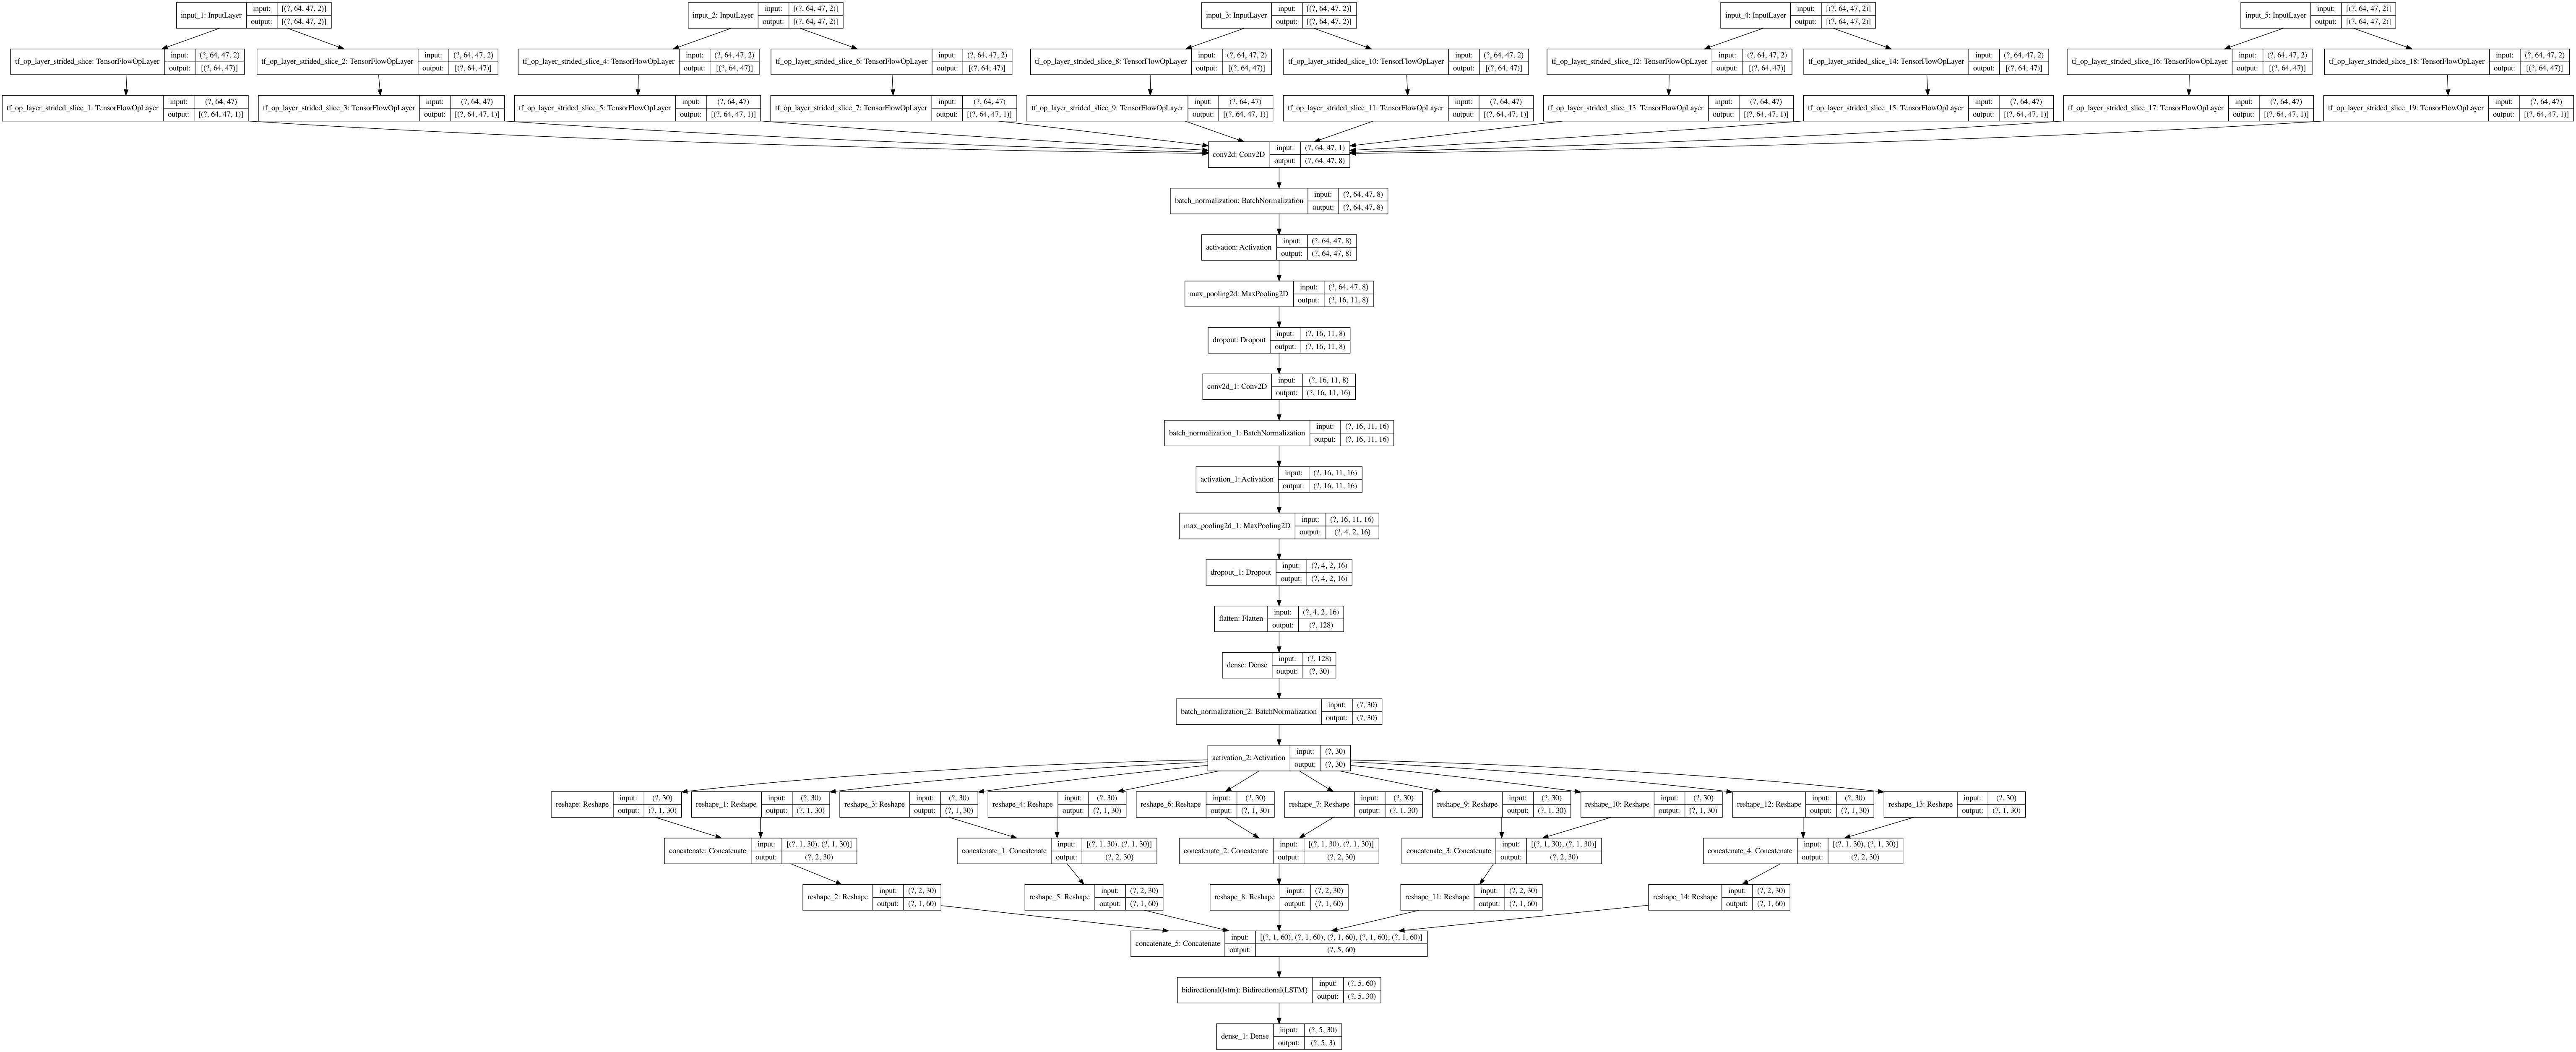 input_1: InputLayer input: [(?, 64, 47, 2)] output: [(?, 64, 47, 2)]
input_2: InputLayer input: [(?, 64, 47, 2)] output: [(?, 64, 47, 2)]
input_3: InputLayer input: [(?, 64, 47, 2)] output: [(?, 64, 47, 2)]
input_4: InputLayer input: [(?, 64, 47, 2)] output: [(?, 64, 47, 2)]
input_5: InputLayer input: [(?, 64, 47, 2)] output: [(?, 64, 47, 2)]
tf_op_layer_strided_slice: TensorFlowOpLayer input: (?, 64, 47, 2) output: [(?, 64, 47)]
tf_op_layer_strided_slice_2: TensorFlowOpLayer input: (?, 64, 47, 2) output: [(?, 64, 47)]
tf_op_layer_strided_slice_4: TensorFlowOpLayer input: (?, 64, 47, 2) output: [(?, 64, 47)]
tf_op_layer_strided_slice_6: TensorFlowOpLayer input: (?, 64, 47, 2) output: [(?, 64, 47)]
tf_op_layer_strided_slice_8: TensorFlowOpLayer input: (?, 64, 47, 2) output: [(?, 64, 47)]
tf_op_layer_strided_slice_10: TensorFlowOpLayer input: (?, 64, 47, 2) output: [(?, 64, 47)]
tf_op_layer_strided_slice_12: TensorFlowOpLayer input: (?, 64, 47, 2) output: [(?, 64, 47)]
tf_op_layer_strided_slice_14: TensorFlowOpLayer input: (?, 64, 47, 2) output: [(?, 64, 47)]
tf_op_layer_strided_slice_16: TensorFlowOpLayer input: (?, 64, 47, 2) output: [(?, 64, 47)]
tf_op_layer_strided_slice_18: TensorFlowOpLayer input: (?, 64, 47, 2) output: [(?, 64, 47)]
tf_op_layer_strided_slice_1: TensorFlowOpLayer input: (?, 64, 47) output: [(?, 64, 47, 1)]
tf_op_layer_strided_slice_3: TensorFlowOpLayer input: (?, 64, 47) output: [(?, 64, 47, 1)]
tf_op_layer_strided_slice_5: TensorFlowOpLayer input: (?, 64, 47) output: [(?, 64, 47, 1)]
tf_op_layer_strided_slice_7: TensorFlowOpLayer input: (?, 64, 47) output: [(?, 64, 47, 1)]
tf_op_layer_strided_slice_9: TensorFlowOpLayer input: (?, 64, 47) output: [(?, 64, 47, 1)]
tf_op_layer_strided_slice_11: TensorFlowOpLayer input: (?, 64, 47) output: [(?, 64, 47, 1)]
tf_op_layer_strided_slice_13: TensorFlowOpLayer input: (?, 64, 47) output: [(?, 64, 47, 1)]
tf_op_layer_strided_slice_15: TensorFlowOpLayer input: (?, 64, 47) output: [(?, 64, 47, 1)]
tf_op_layer_strided_slice_17: TensorFlowOpLayer input: (?, 64, 47) output: [(?, 64, 47, 1)]
tf_op_layer_strided_slice_19: TensorFlowOpLayer input: (?, 64, 47) output: [(?, 64, 47, 1)]
conv2d: Conv2D input: (?, 64, 47, 1) output: (?, 64, 47, 8)
batch_normalization: BatchNormalization input: (?, 64, 47, 8) output: (?, 64, 47, 8)
activation: Activation input: (?, 64, 47, 8) output: (?, 64, 47, 8)
max_pooling2d: MaxPooling2D input: (?, 64, 47, 8) output: (?, 16, 11, 8)
dropout: Dropout input: (?, 16, 11, 8) output: (?, 16, 11, 8)
conv2d_1: Conv2D input: (?, 16, 11, 8) output: (?, 16, 11, 16)
batch_normalization_1: BatchNormalization input: (?, 16, 11, 16) output: (?, 16, 11, 16)
activation_1: Activation input: (?, 16, 11, 16) output: (?, 16, 11, 16)
max_pooling2d_1: MaxPooling2D input: (?, 16, 11, 16) output: (?, 4, 2, 16)
dropout_1: Dropout input: (?, 4, 2, 16) output: (?, 4, 2, 16)
flatten: Flatten input: (?, 4, 2, 16) output: (?, 128)
dense: Dense input: (?, 128) output: (?, 30)
batch_normalization_2: BatchNormalization input: (?, 30) output: (?, 30)
activation_2: Activation input: (?, 30) output: (?, 30)
reshape: Reshape input: (?, 30) output: (?, 1, 30)
reshape_1: Reshape input: (?, 30) output: (?, 1, 30)
reshape_3: Reshape input: (?, 30) output: (?, 1, 30)
reshape_4: Reshape input: (?, 30) output: (?, 1, 30)
reshape_6: Reshape input: (?, 30) output: (?, 1, 30)
reshape_7: Reshape input: (?, 30) output: (?, 1, 30)
reshape_9: Reshape input: (?, 30) output: (?, 1, 30)
reshape_10: Reshape input: (?, 30) output: (?, 1, 30)
reshape_12: Reshape input: (?, 30) output: (?, 1, 30)
reshape_13: Reshape input: (?, 30) output: (?, 1, 30)
concatenate: Concatenate input: [(?, 1, 30), (?, 1, 30)] output: (?, 2, 30)
concatenate_1: Concatenate input: [(?, 1, 30), (?, 1, 30)] output: (?, 2, 30)
concatenate_2: Concatenate input: [(?, 1, 30), (?, 1, 30)] output: (?, 2, 30)
concatenate_3: Concatenate input: [(?, 1, 30), (?, 1, 30)] output: (?, 2, 30)
concatenate_4: Concatenate input: [(?, 1, 30), (?, 1, 30)] output: (?, 2, 30)
reshape_2: Reshape input: (?, 2, 30) output: (?, 1, 60)
reshape_5: Reshape input: (?, 2, 30) output: (?, 1, 60)
reshape_8: Reshape input: (?, 2, 30) output: (?, 1, 60)
reshape_11: Reshape input: (?, 2, 30) output: (?, 1, 60)
reshape_14: Reshape input: (?, 2, 30) output: (?, 1, 60)
concatenate_5: Concatenate input: [(?, 1, 60), (?, 1, 60), (?, 1, 60), (?, 1, 60), (?, 1, 60)] output: (?, 5, 60)
bidirectional(lstm): Bidirectional(LSTM) input: (?, 5, 60) output: (?, 5, 30)
dense_1: Dense input: (?, 5, 30) output: (?, 5, 3)